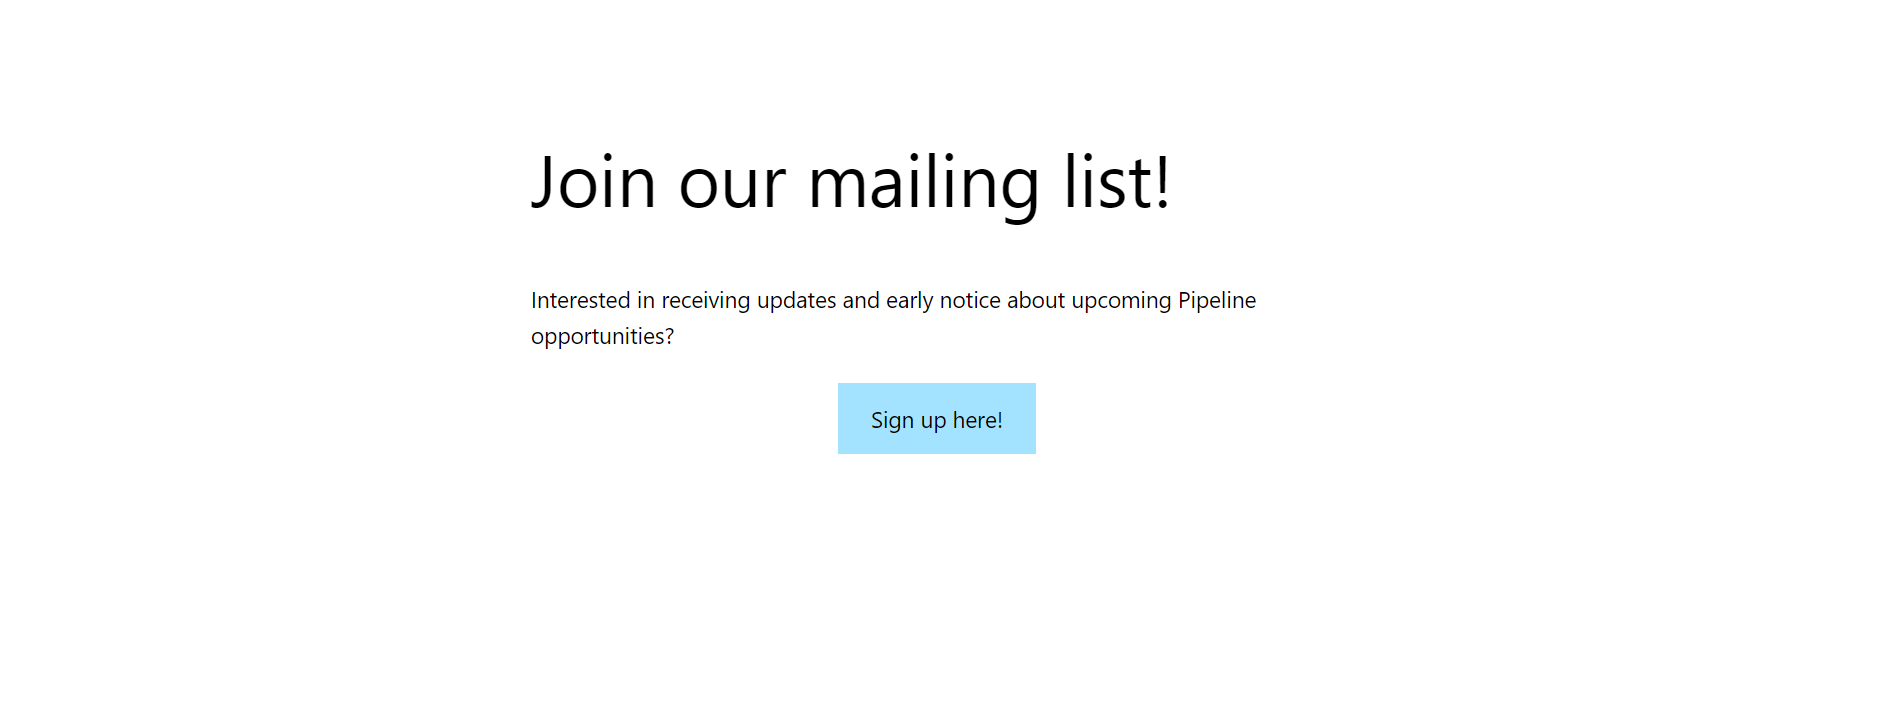 Join our mailing list!
Interested in receiving updates and early notice about upcoming Pipeline
opportunities?
Sign up here!